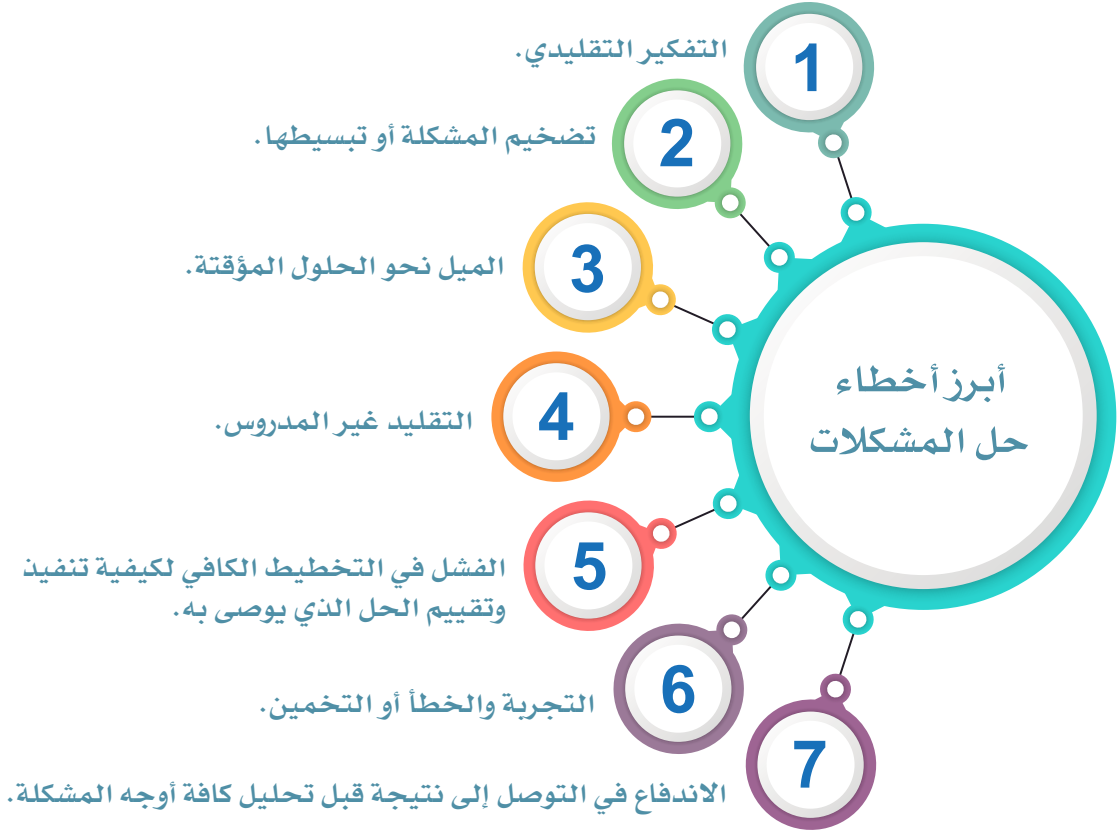 أبرز أخطاء
حل المشكلات
1
التفكير التقليدي.
2
تضخيم المشكلة أو تبسيطها.
3
الميل نحو الحلول المؤقتة.
4
التقليد غير المدروس.
5
الفشل في التخطيط الكافي لكيفية تنفيذ
وتقييم الحل الذي يوصى به.
6
التجربة والخطأ أو التخمين.
7
الاندفاع في التوصل إلى نتيجة قبل تحليل كافة أوجه المشكلة.